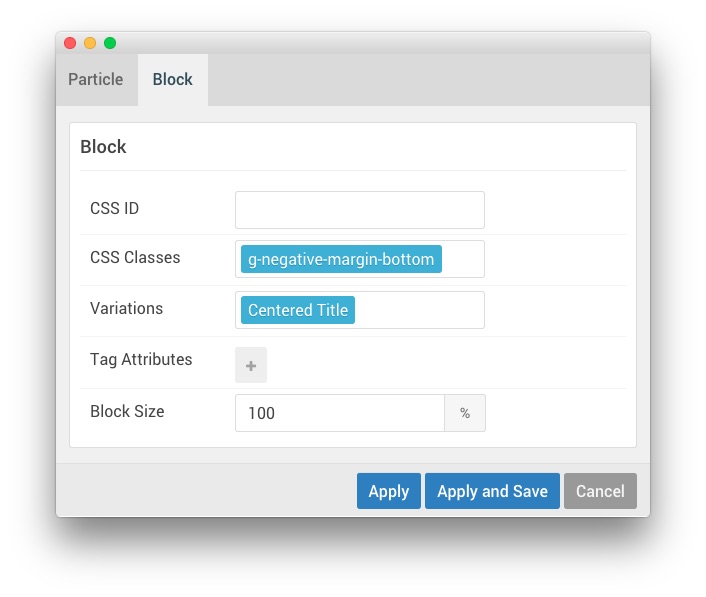 Particle Block
Block
CSS ID
CSS Classes g-negative-margin-bottom
Variations Centered Title
Tag Attributes +
Block Size 100 %
Apply Apply and Save Cancel